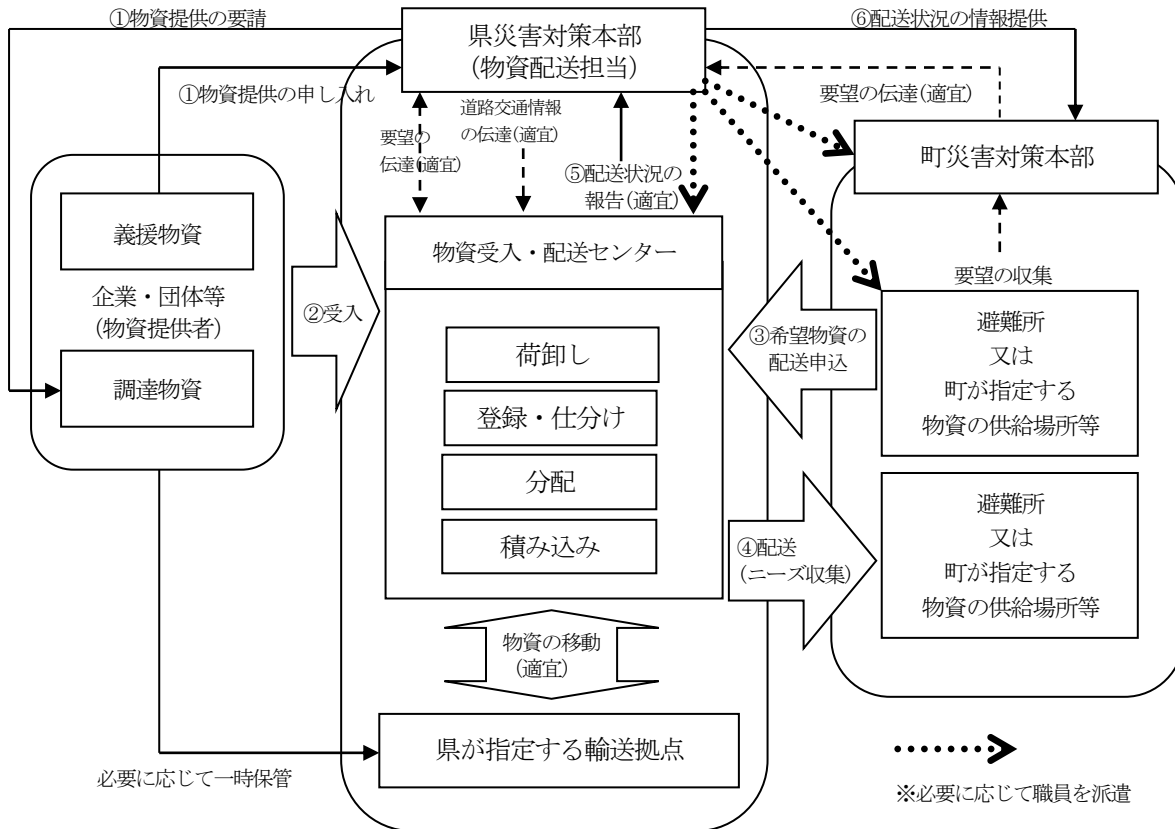 ①物資提供の要請
県災害対策本部
(物資配送担当)
⑥配送状況の情報提供
①物資提供の申し入れ
要望の
伝達(適宜)
道路交通情報
の伝達(適宜)
⑤配送状況の
報告(適宜)
要望の伝達(適宜)
町災害対策本部
義援物資
企業・団体等
(物資提供者)
調達物資
②受入
物資受入・配送センター
荷卸し
登録・仕分け
分配
積み込み
要望の収集
③希望物資の
配送申込
避難所
又は
町が指定する
物資の供給場所等
④配送
(ニーズ収集)
避難所
又は
町が指定する
物資の供給場所等
物資の移動
(適宜)
県が指定する輸送拠点
必要に応じて一時保管
※必要に応じて職員を派遣